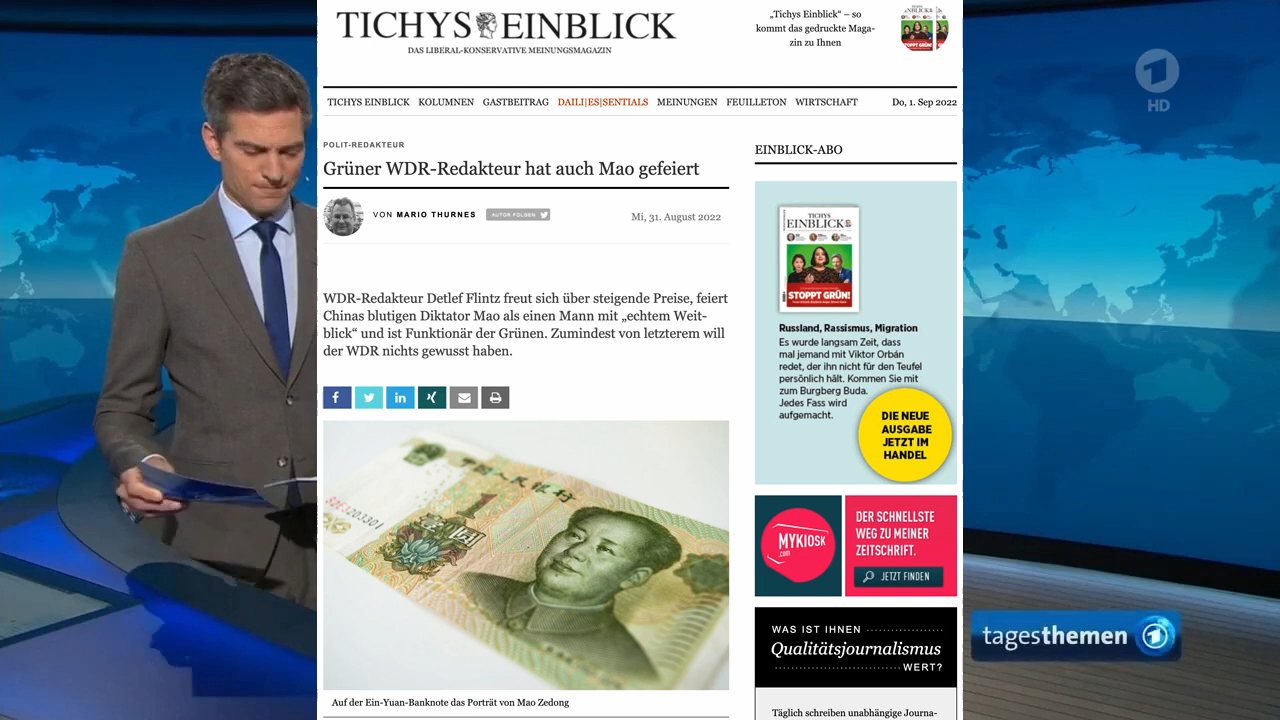 TICHYS EINBLICK
DAS LIBERAL-KONSERVATIVE MEINUNGSMAGAZIN
„Tichys Einblick“ – so
kommt das gedruckte Maga-
zin zu Ihnen
STOPPT GRÜN!
TICHYS EINBLICK KOLUMNEN GASTBEITRAG DAILI|ES|SENTIALS MEINUNGEN FEUILLETON WIRTSCHAFT Do, 1. Sep 2022
POLIT-REDAKTEUR
Grüner WDR-Redakteur hat auch Mao gefeiert
VON MARIO THURNES AUTOR FOLGEN
Mi, 31. August 2022
WDR-Redakteur Detlef Flintz freut sich über steigende Preise, feiert
Chinas blutigen Diktator Mao als einen Mann mit „echtem Weit-
blick“ und ist Funktionär der Grünen. Zumindest von letzterem will
der WDR nichts gewusst haben.
Auf der Ein-Yuan-Banknote das Porträt von Mao Zedong
EINBLICK-ABO
TICHYS
EINBLICK
STOPPT GRÜN!
Russland, Rassismus, Migration
Es wurde langsam Zeit, dass
mal jemand mit Viktor Orbán
redet, der ihn nicht für den Teufel
persönlich hält. Kommen Sie mit
zum Burgberg Buda.
Jedes Fass wird
aufgemacht.
DIE NEUE
AUSGABE
JETZT IM
HANDEL
MYKIOSK
.com
DER SCHNELLSTE
WEG ZU MEINER
ZEITSCHRIFT.
JETZT FINDEN
WAS IST IHNEN
Qualitätsjournalismus
WERT?
Täglich schreiben unabhängige Journa-
1
HD
tagesthemen 1